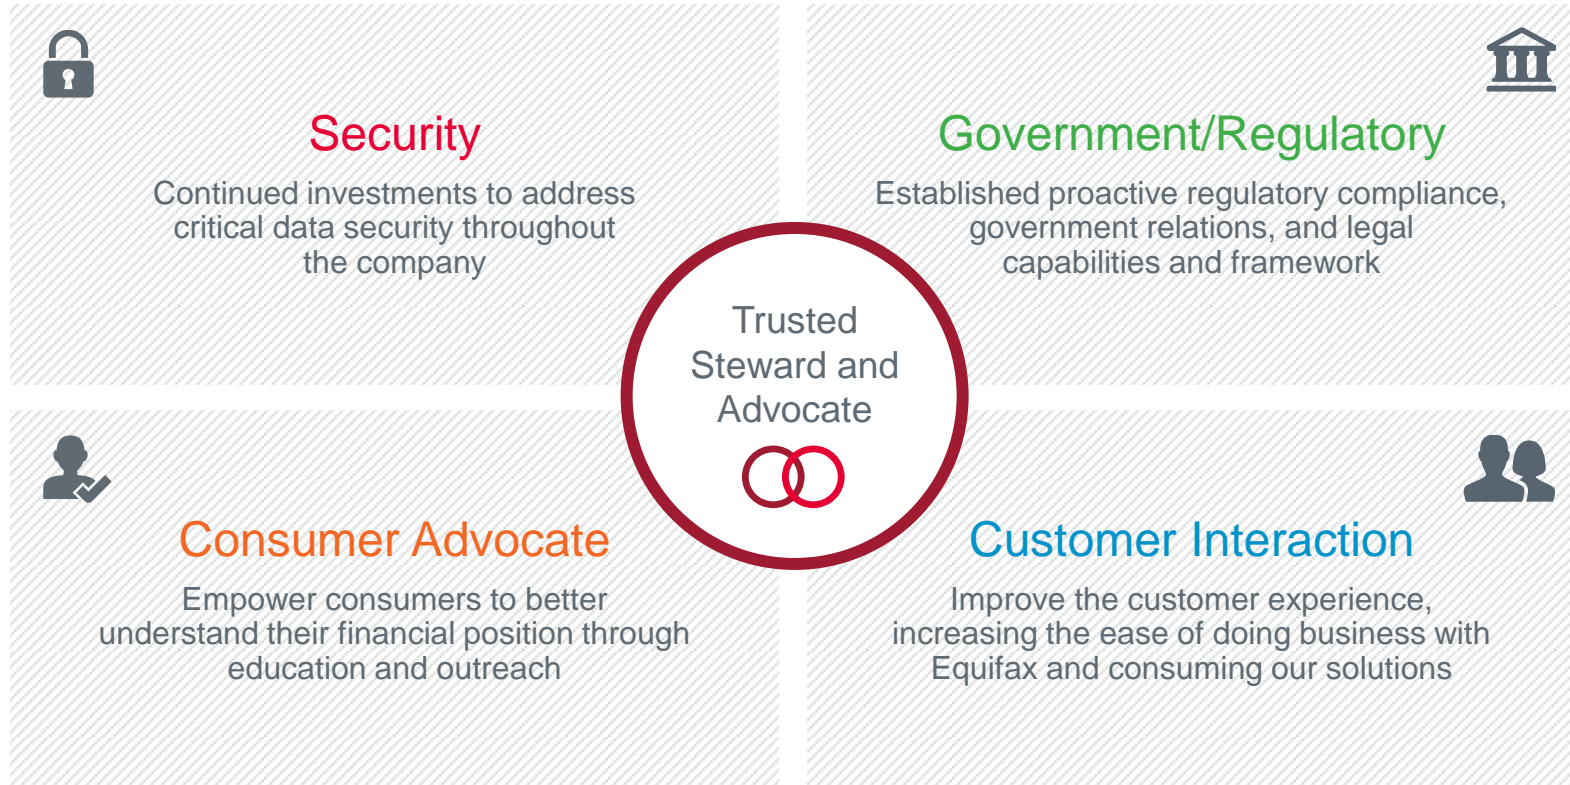 Security
Continued investments to address
critical data security throughout
the company
Government/Regulatory
Established proactive regulatory compliance,
government relations, and legal
capabilities and framework
Trusted
Steward and
Advocate
Consumer Advocate
Empower consumers to better
understand their financial position through
education and outreach
Customer Interaction
Improve the customer experience,
increasing the ease of doing business with
Equifax and consuming our solutions